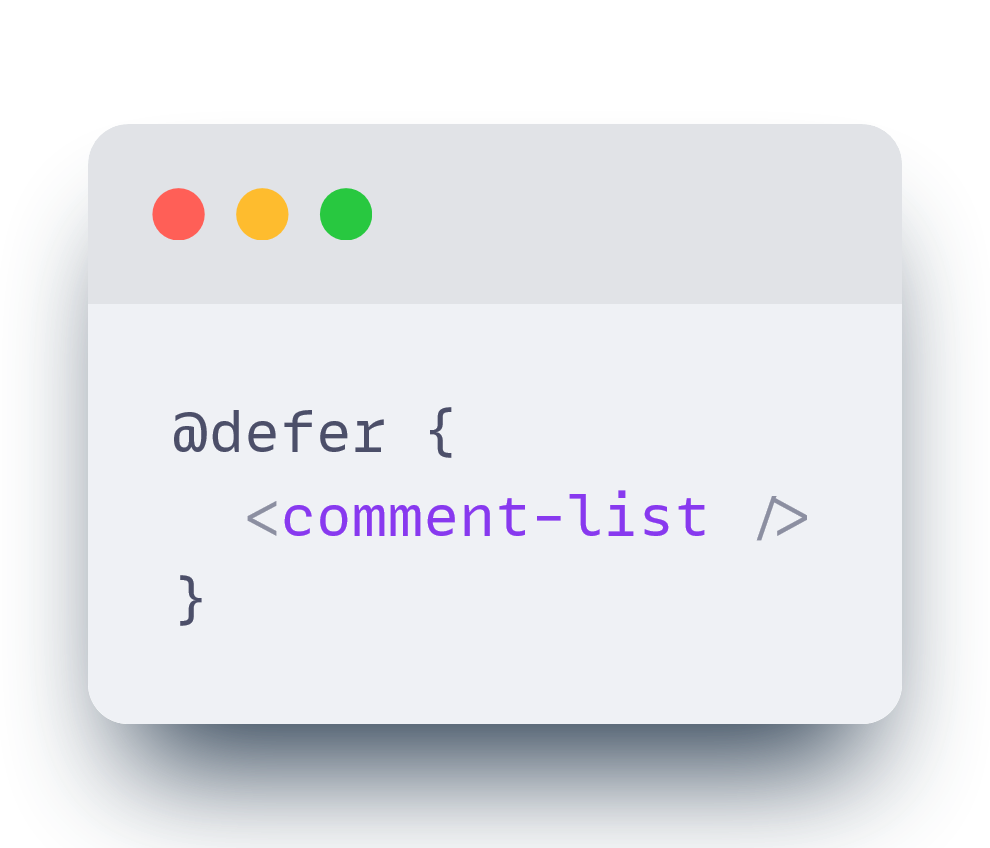 @defer {
  <comment-list />
}